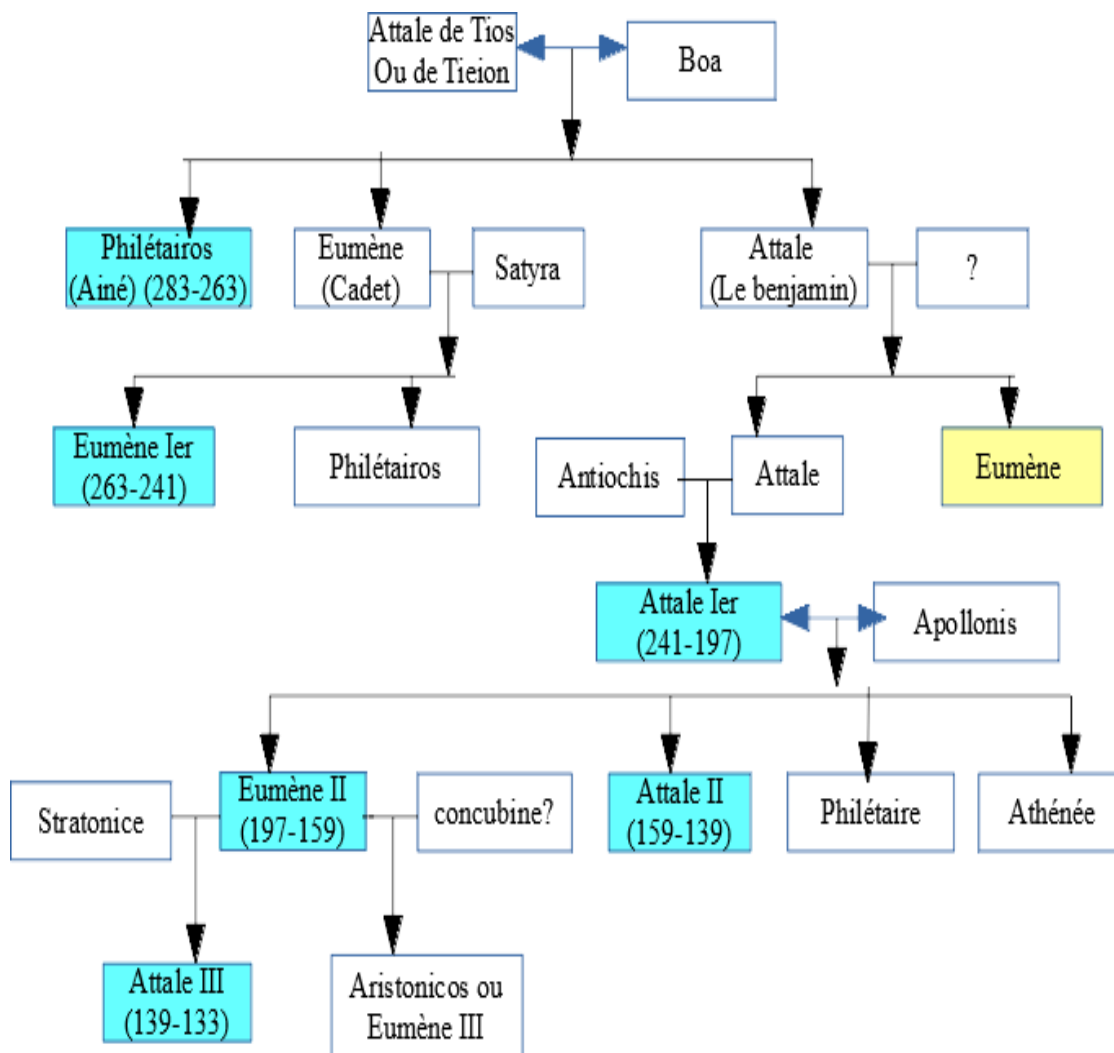 Attale de Tios
Ou de Tieion
Boa
Philétairos
(Ainé) (283-263)
Eumène
(Cadet)
Satyra
Attale
(Le benjamin)
?
Eumène Ier
(263-241)
Philétairos
Antiochis
Attale
Eumène
Attale Ier
(241-197)
Apollonis
Stratonice
Eumène II
(197-159)
concubine?
Attale II
(159-139)
Philétaire
Athénée
Attale III
(139-133)
Aristonicos ou
Eumène III